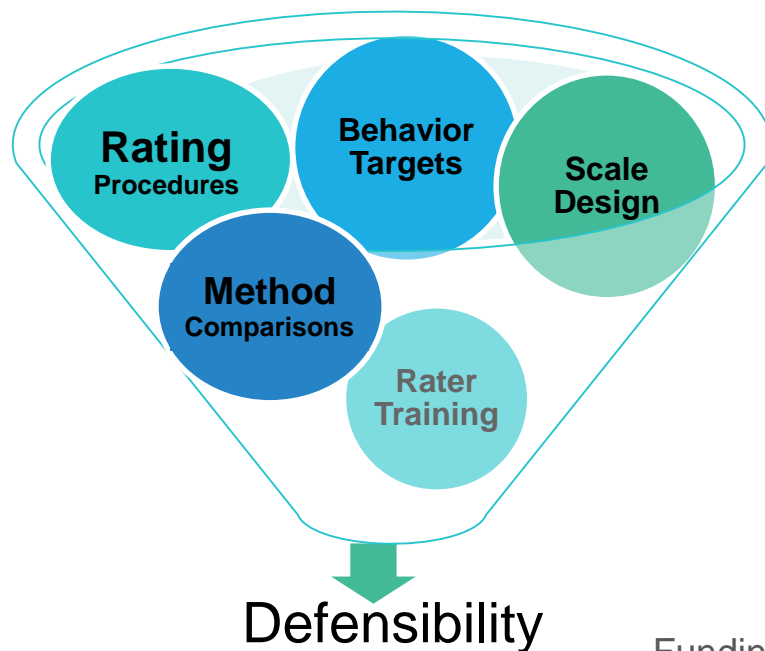 Rating
Procedures
Behavior
Targets
Scale
Design
Method
Comparisons
Rater
Training
Defensibility